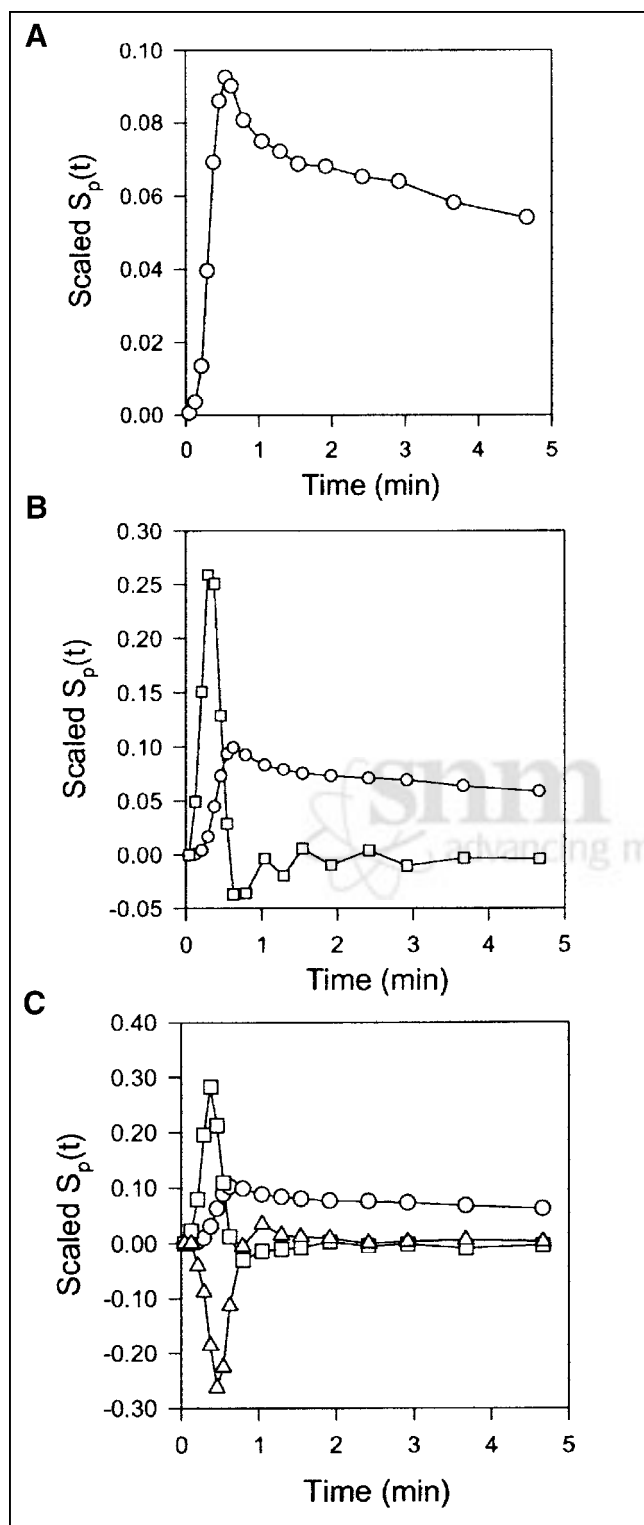 A
0.10
0.08
0.06
0.04
0.02
0.00
Scaled Sp(t)
0 1 2 3 4 5
Time (min)
B
0.30
0.25
0.20
0.15
0.10
0.05
0.00
-0.05
Scaled Sp(t)
0 1 2 3 4 5
Time (min)
snm
advancing m
C
0.40
0.30
0.20
0.10
0.00
-0.10
-0.20
-0.30
Scaled Sp(t)
0 1 2 3 4 5
Time (min)